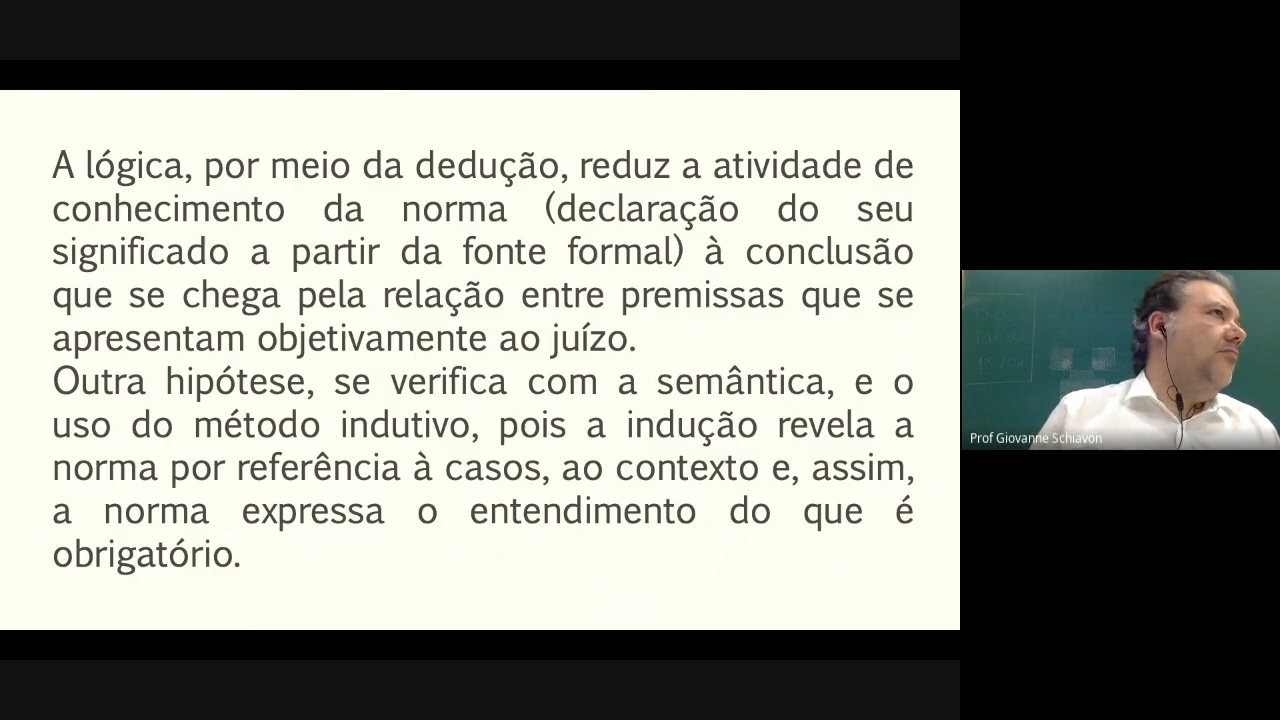 A lógica, por meio da dedução, reduz a atividade de
conhecimento da norma (declaração do seu
significado a partir da fonte formal) à conclusão
que se chega pela relação entre premissas que se
apresentam objetivamente ao juízo.
Outra hipótese, se verifica com a semântica, e o
uso do método indutivo, pois a indução revela a
norma por referência à casos, ao contexto e, assim,
a norma expressa o entendimento do que é
obrigatório.
Prof Giovanne Schiavon